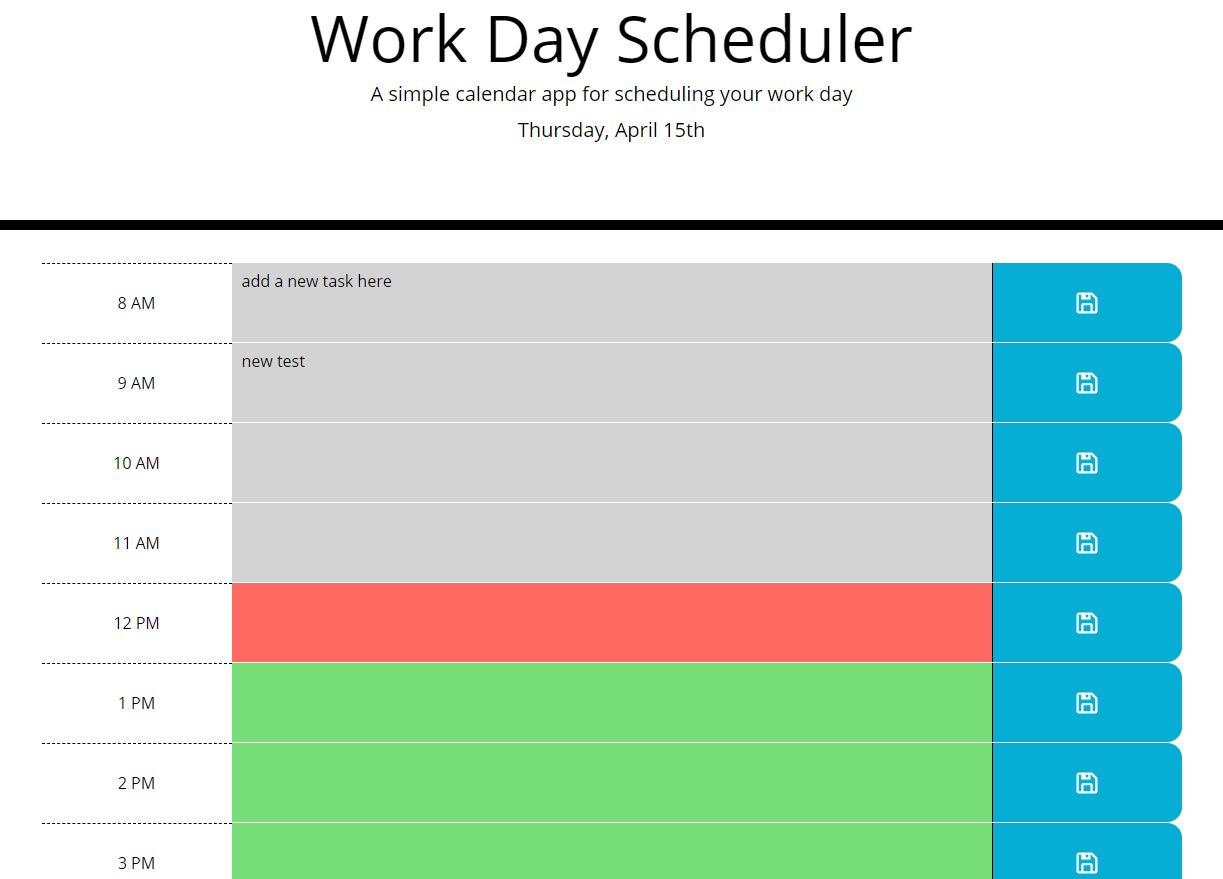 Work Day Scheduler
A simple calendar app for scheduling your work day
Thursday, April 15th
8 AM
add a new task here
9 AM
new test
10 AM
11 AM
12 PM
1 PM
2 PM
3 PM